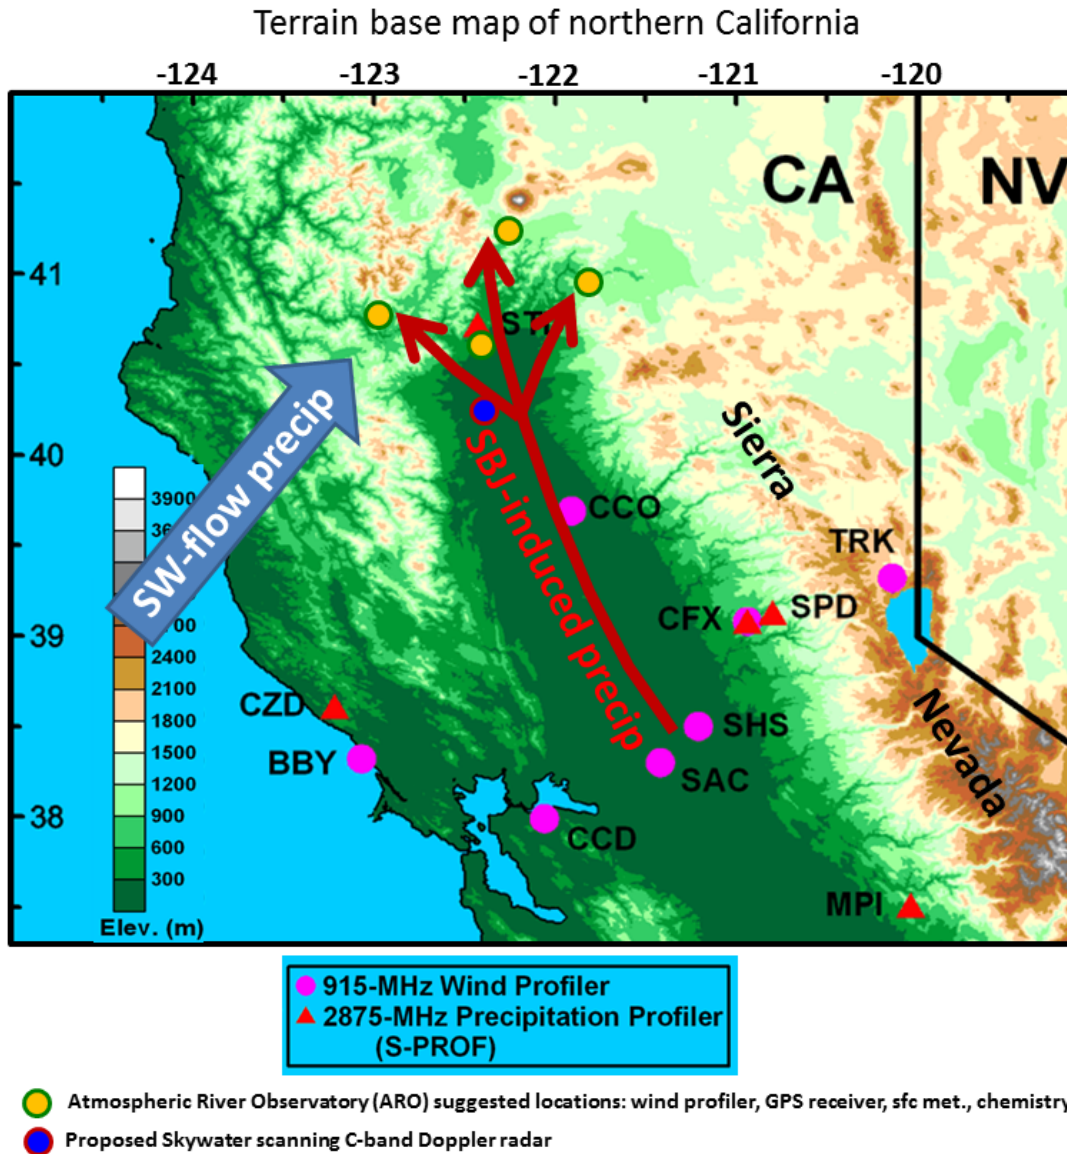 Terrain base map of northern California
-124 -123 -122 -121 -120
CA NV
41
40
39
38
SW-flow precip
SBJ-induced precip
Sierra
Nevada
CCO
TRK
CFX
SPD
CZD
SHS
BBY
SAC
CCD
MPI
3900
2400
2100
1800
1500
1200
900
600
300
Elev. (m)
915-MHz Wind Profiler
2875-MHz Precipitation Profiler
(S-PROF)
Atmospheric River Observatory (ARO) suggested locations: wind profiler, GPS receiver, sfc met., chemistry
Proposed Skywater scanning C-band Doppler radar